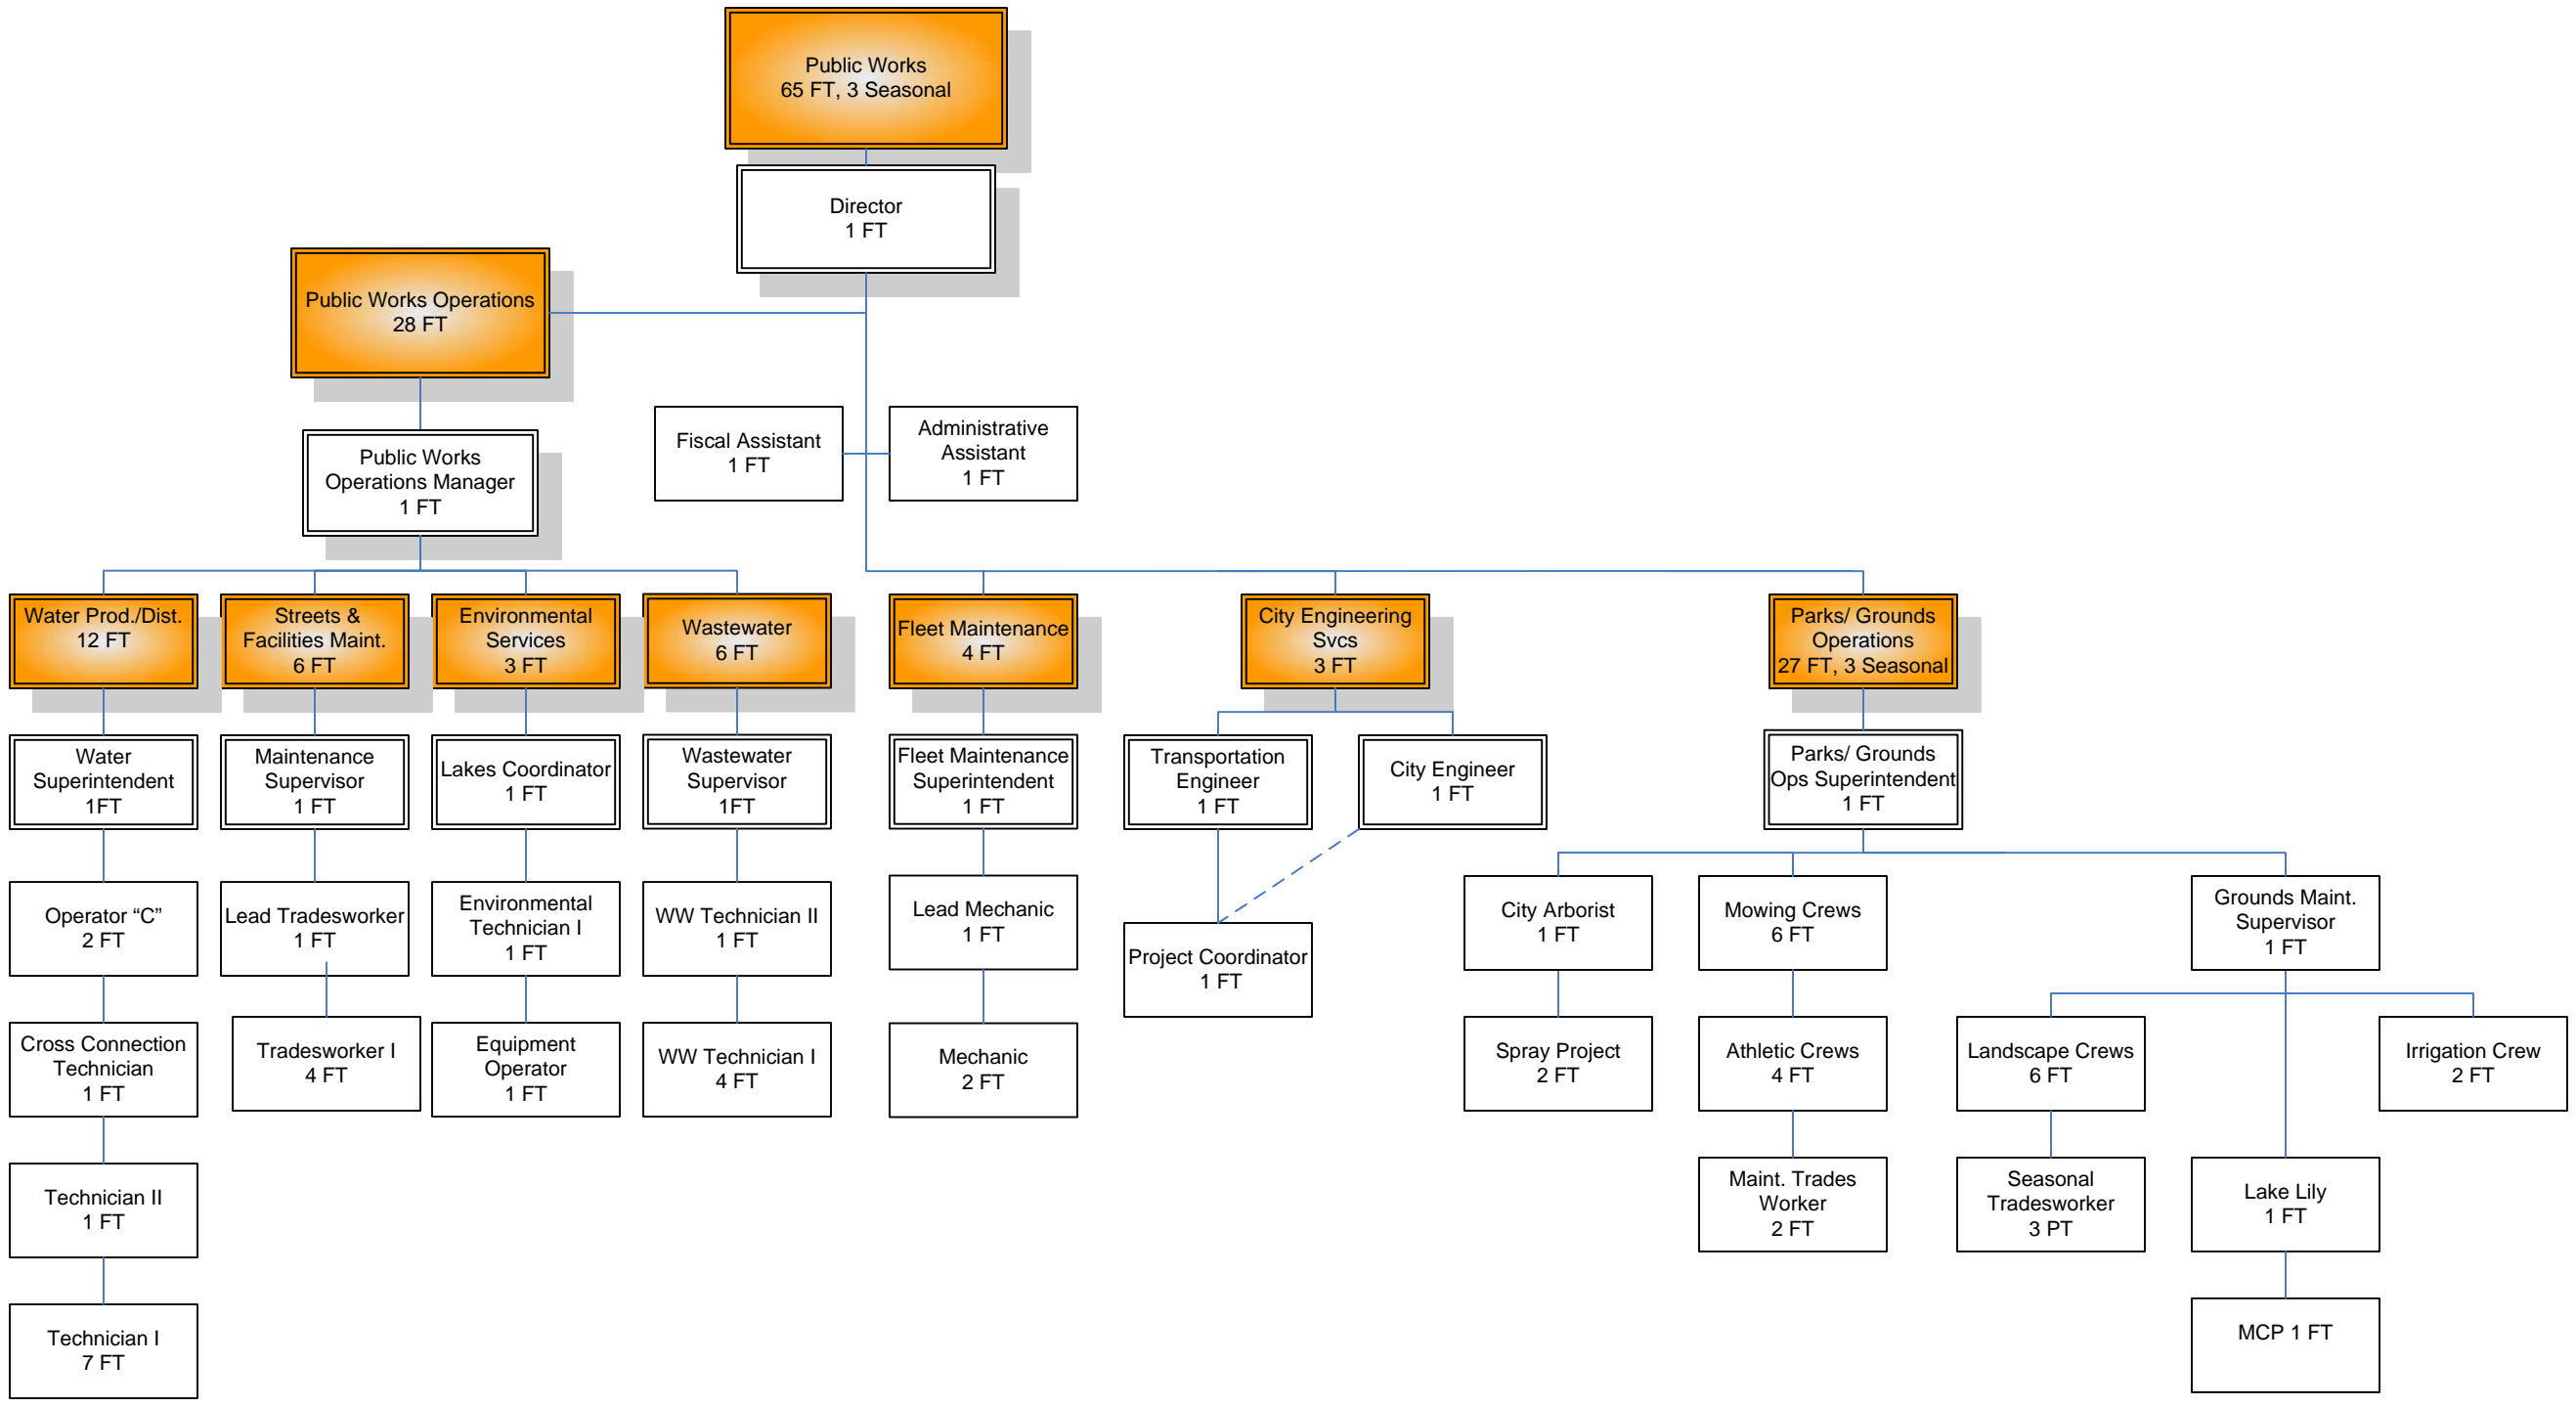 Public Works
65 FT, 3 Seasonal
Director
1 FT
Public Works Operations
28 FT
Public Works
Operations Manager
1 FT
Fiscal Assistant
1 FT
Administrative
Assistant
1 FT
Water Prod./Dist.
12 FT
Streets &
Facilities Maint.
6 FT
Environmental
Services
3 FT
Wastewater
6 FT
Fleet Maintenance
4 FT
City Engineering
Svcs
3 FT
Parks/ Grounds
Operations
27 FT, 3 Seasonal
Water
Superintendent
1FT
Maintenance
Supervisor
1 FT
Lakes Coordinator
1 FT
Wastewater
Supervisor
1FT
Fleet Maintenance
Superintendent
1 FT
Transportation
Engineer
1 FT
City Engineer
1 FT
Parks/ Grounds
Ops Superintendent
1 FT
Operator “C”
2 FT
Lead Tradesworker
1 FT
Environmental
Technician I
1 FT
WW Technician II
1 FT
Lead Mechanic
1 FT
Project Coordinator
1 FT
City Arborist
1 FT
Mowing Crews
6 FT
Grounds Maint.
Supervisor
1 FT
Cross Connection
Technician
1 FT
Tradesworker I
4 FT
Equipment
Operator
1 FT
WW Technician I
4 FT
Mechanic
2 FT
Spray Project
2 FT
Athletic Crews
4 FT
Landscape Crews
6 FT
Irrigation Crew
2 FT
Technician II
1 FT
Maint. Trades
Worker
2 FT
Seasonal
Tradesworker
3 PT
Lake Lily
1 FT
Technician I
7 FT
MCP 1 FT